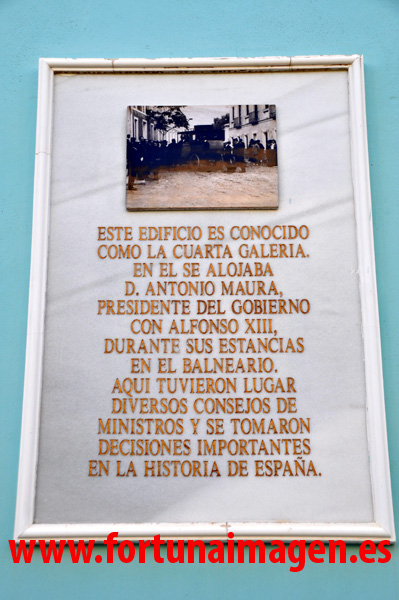 ESTE EDIFICIO ES CONOCIDO
COMO LA CUARTA GALERIA.
EN EL SE ALOJABA
D. ANTONIO MAURA,
PRESIDENTE DEL GOBIERNO
CON ALFONSO XIII,
DURANTE SUS ESTANCIAS
EN EL BALNEARIO.
AQUI TUVIERON LUGAR
DIVERSOS CONSEJOS DE
MINISTROS Y SE TOMARON
DECISIONES IMPORTANTES
EN LA HISTORIA DE ESPAÑA.
www.fortunaimagen.es